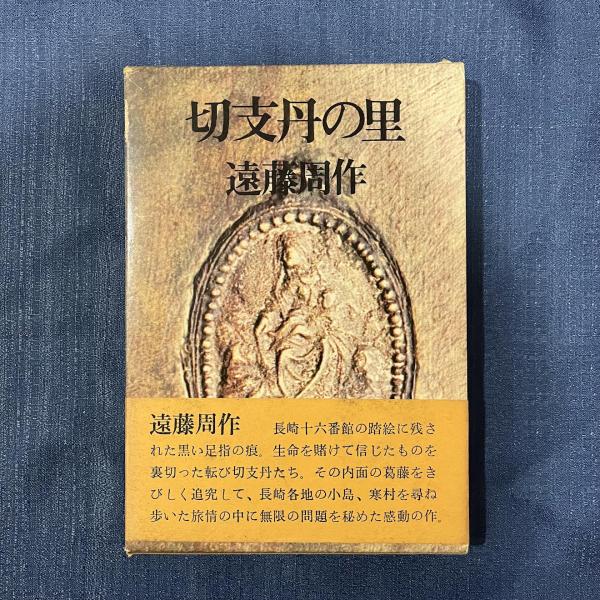 切支丹の里
遠藤周作
遠藤周作 長崎十六番館の踏絵に残さ
れた黒い足指の痕。生命を賭けて信じたものを
裏切った転び切支丹たち。その内面の葛藤をき
びしく追究して、長崎各地の小島、寒村を尋ね
歩いた旅情の中に無限の問題を秘めた感動の作。